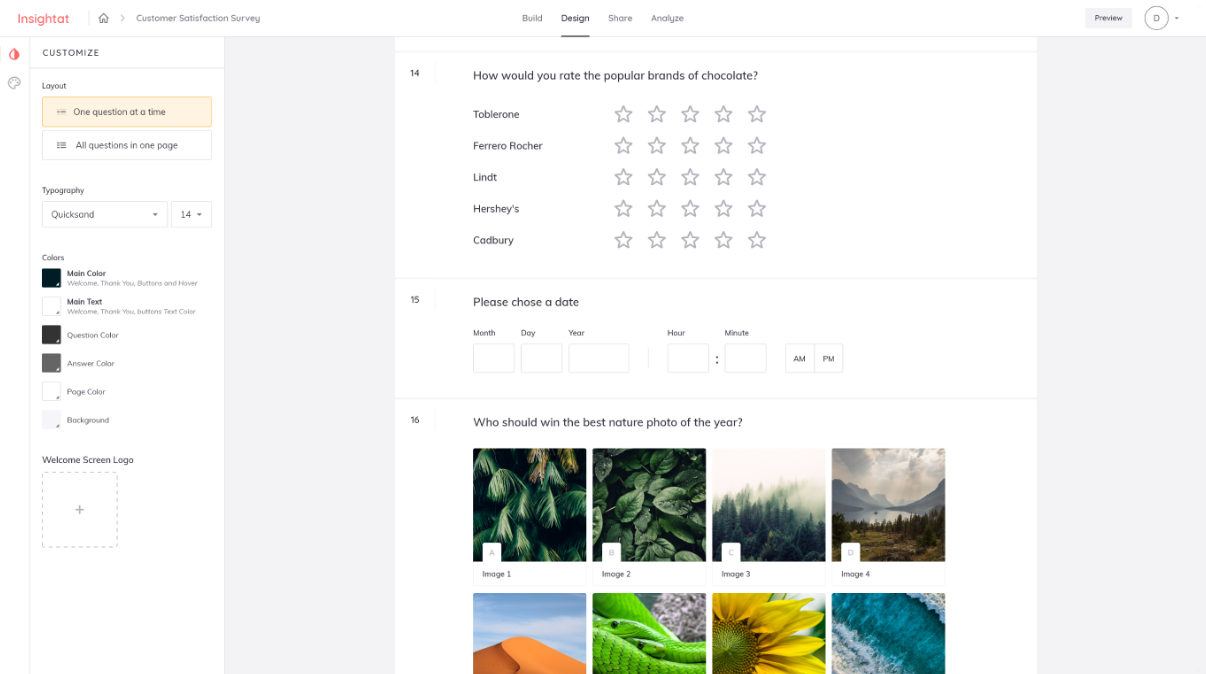 Insightat
Customer Satisfaction Survey
Build
Design
Share
Analyze
Preview
D
CUSTOMIZE
Layout
One question at a time
All questions in one page
Typography
Quicksand
14
Colors
Main Color
Welcome, Thank You, Buttons and Hover
Main Text
Welcome, Thank You, buttons Text Color
Question Color
Answer Color
Page Color
Background
Welcome Screen Logo
+
14
How would you rate the popular brands of chocolate?
Toblerone
Ferrero Rocher
Lindt
Hershey's
Cadbury
15
Please chose a date
Month Day Year Hour Minute
: AM PM
16
Who should win the best nature photo of the year?
A B C D
Image 1 Image 2 Image 3 Image 4